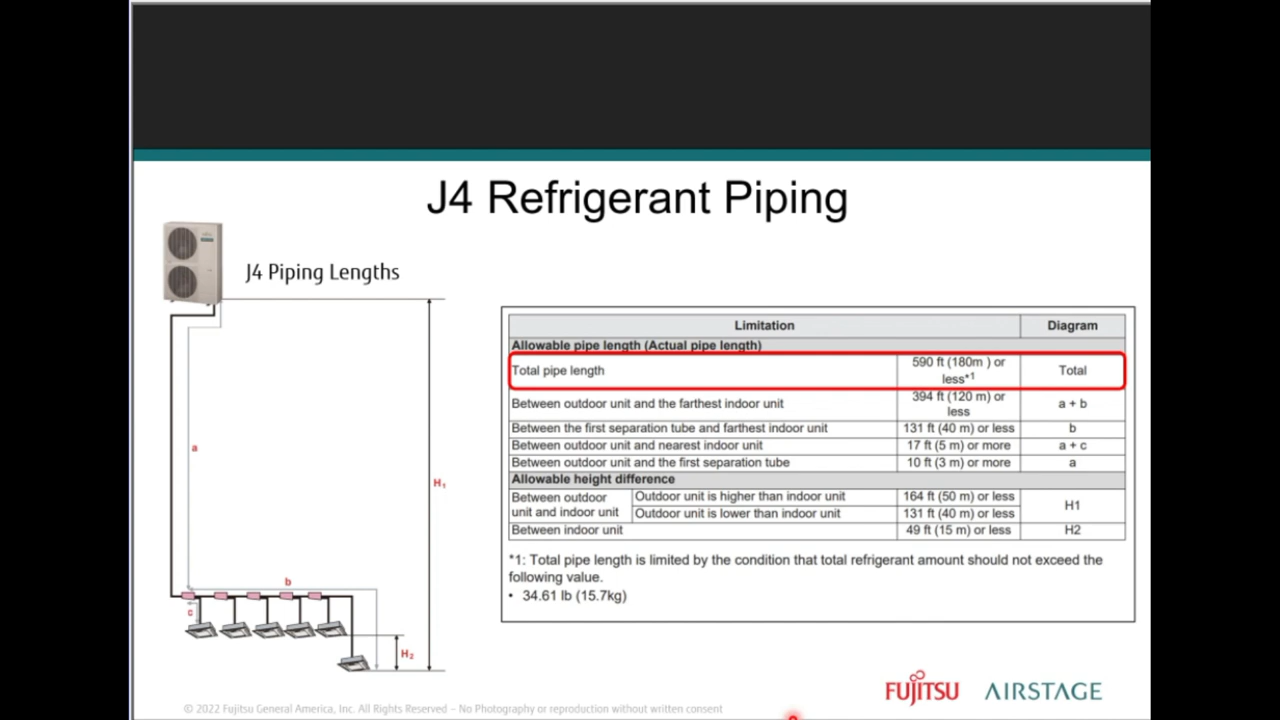 J4 Refrigerant Piping
J4 Piping Lengths
a
b
c
H1
H2
Limitation Diagram
Allowable pipe length (Actual pipe length)
Total pipe length 590 ft (180m ) or less*1 Total
Between outdoor unit and the farthest indoor unit 394 ft (120 m) or less a + b
Between the first separation tube and farthest indoor unit 131 ft (40 m) or less b
Between outdoor unit and nearest indoor unit 17 ft (5 m) or more a + c
Between outdoor unit and the first separation tube 10 ft (3 m) or more a
Allowable height difference
Between outdoor unit and indoor unit Outdoor unit is higher than indoor unit 164 ft (50 m) or less H1
Outdoor unit is lower than indoor unit 131 ft (40 m) or less
Between indoor unit 49 ft (15 m) or less H2
*1: Total pipe length is limited by the condition that total refrigerant amount should not exceed the
following value.
• 34.61 lb (15.7kg)
FUJITSU AIRSTAGE
© 2022 Fujitsu General America, Inc. All Rights Reserved – No Photography or reproduction without written consent